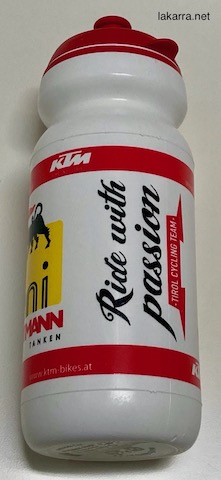 lakarra.net
KTM
ni
MANN
TANKEN
Ride with
passion
·TIROL CYCLING TEAM·
www.ktm-bikes.at